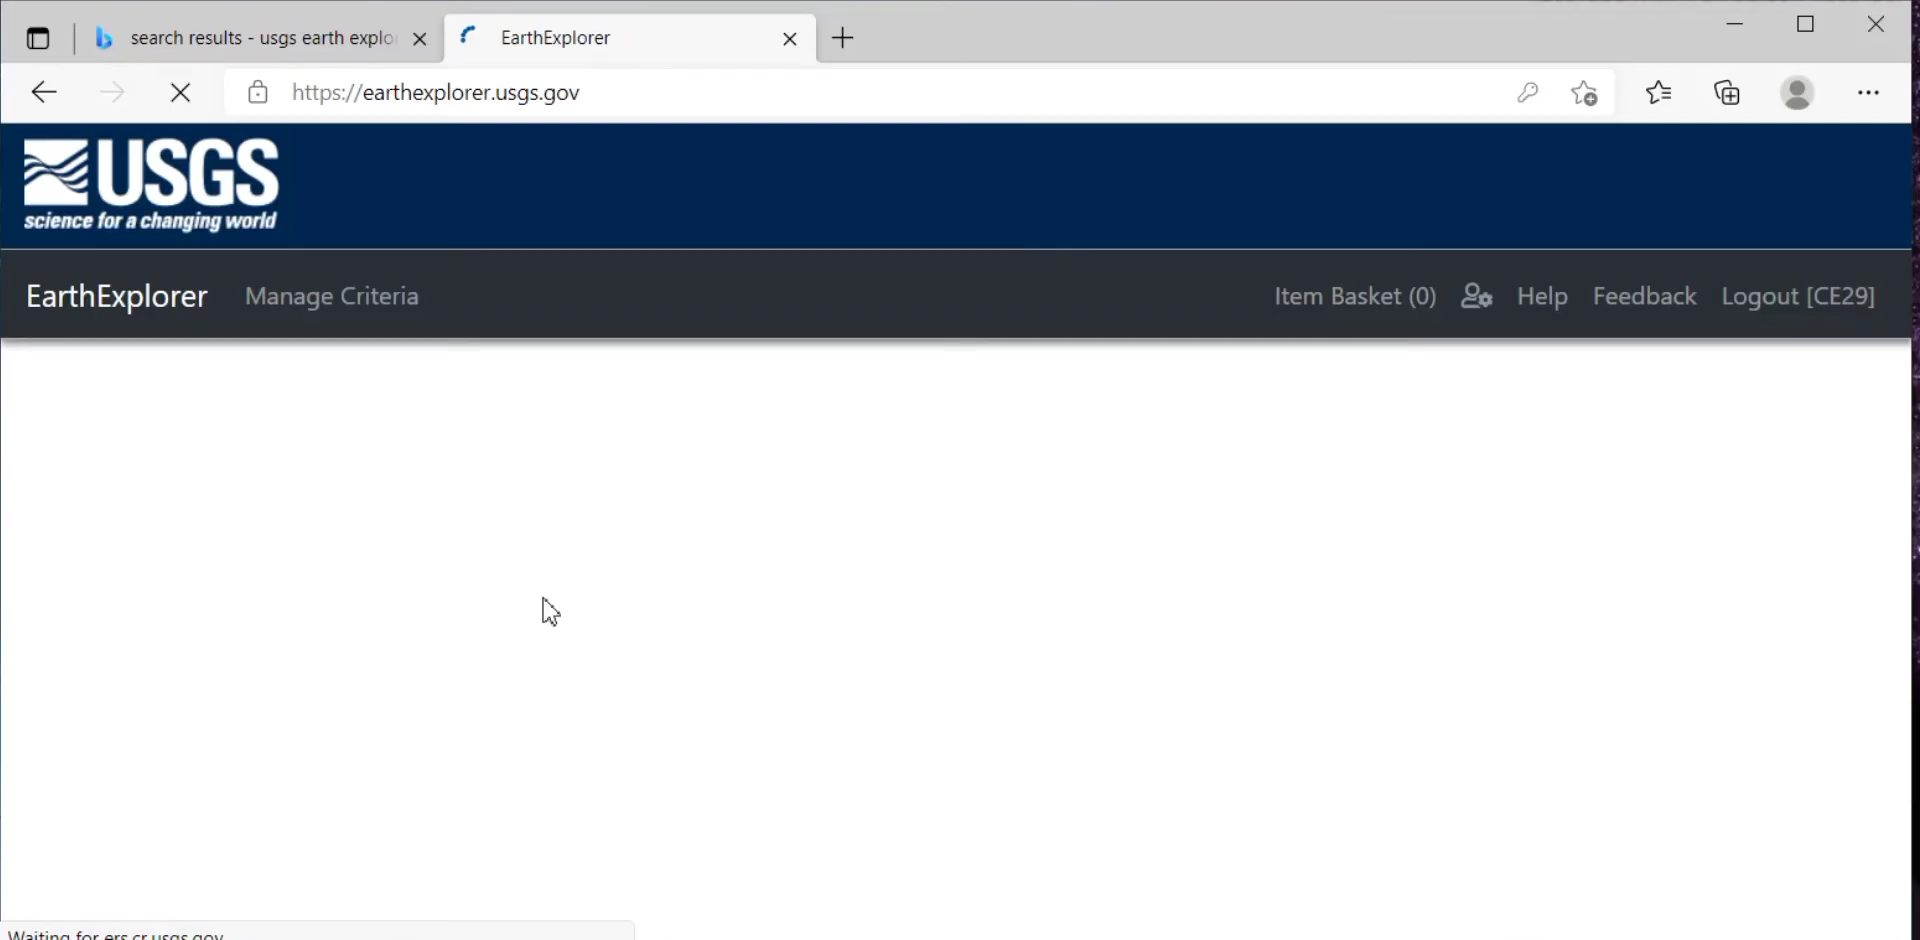 search results - usgs earth explo
EarthExplorer
https://earthexplorer.usgs.gov
USGS
science for a changing world
EarthExplorer Manage Criteria Item Basket (0) Help Feedback Logout [CE29]
Waiting for ers.cr.usgs.gov